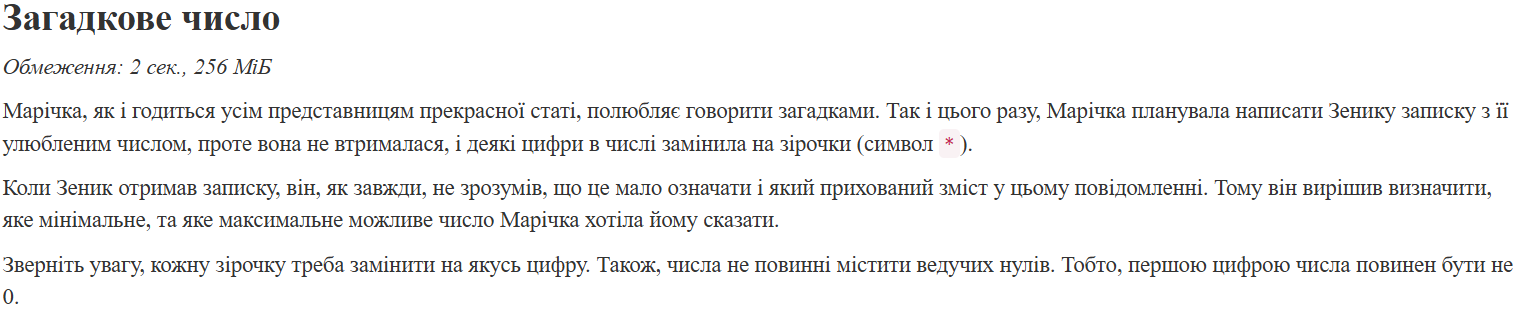 Загадкове число
Обмеження: 2 сек., 256 МіБ
Марічка, як і годиться усім представницям прекрасної статі, полюбляє говорити загадками. Так і цього разу, Марічка планувала написати Зенику записку з її
улюбленим числом, проте вона не втрималася, і деякі цифри в числі замінила на зірочки (символ * ).
Коли Зеник отримав записку, він, як завжди, не зрозумів, що це мало означати і який прихований зміст у цьому повідомленні. Тому він вирішив визначити,
яке мінімальне, та яке максимальне можливе число Марічка хотіла йому сказати.
Зверніть увагу, кожну зірочку треба замінити на якусь цифру. Також, числа не повинні містити ведучих нулів. Тобто, першою цифрою числа повинен бути не
0.